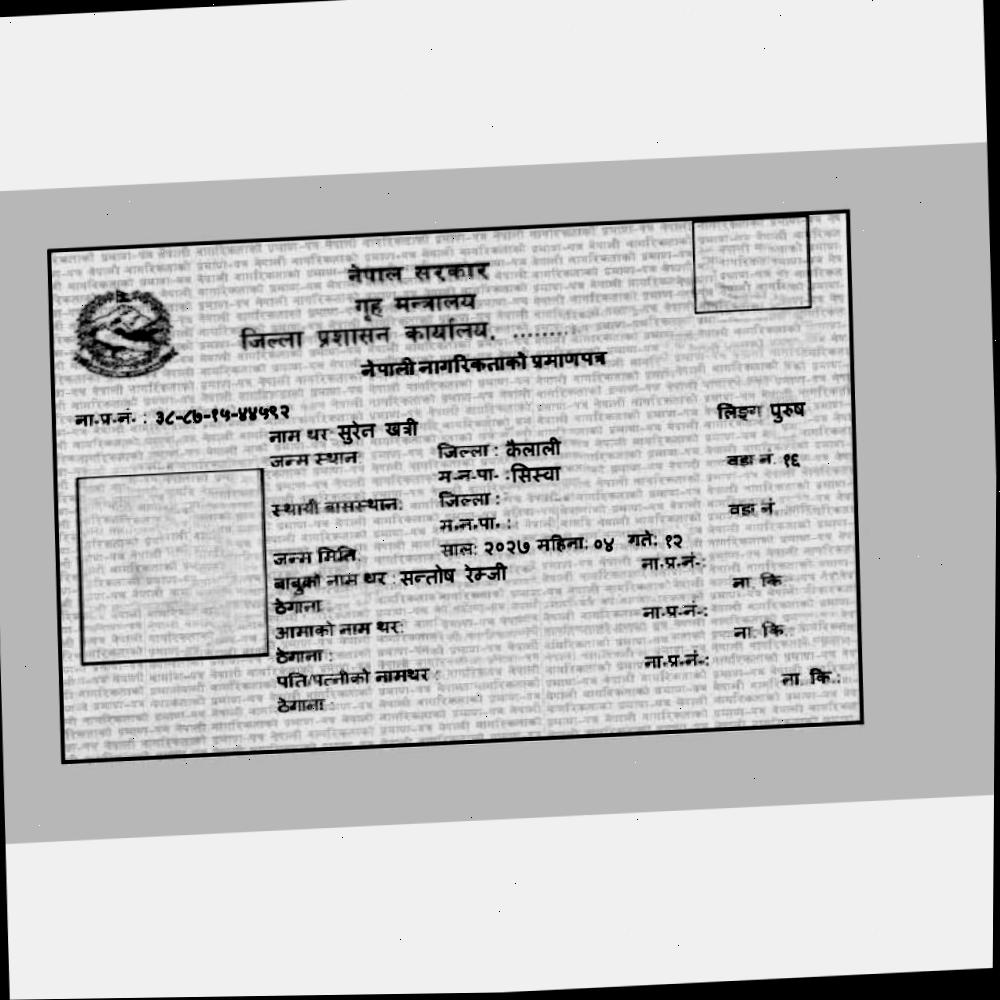 नेपाल सरकार
गृह मन्त्रालय
जिल्ला प्रशासन कार्यालय, ........
नेपाली नागरिकताको प्रमाणपत्र
ना.प्र.नं. : ३८-८७-१५-४४५९२ लिङ्ग पुरुष
नाम थर सुरेन खत्री
जन्म स्थान: जिल्ला : कैलाली वडा नं. १६
म.न.पा. :सिस्वा
स्थायी बासस्थान: जिल्ला : वडा नं.
म.न.पा. :
जन्म मिति: साल: २०२७ महिना: ०४ गते: १२
बाबुको नाम थर : सन्तोष रेम्जी ना.प्र.नं.:
ठेगाना : ना. कि.:
आमाको नाम थर: ना.प्र.नं.:
ठेगाना : ना. कि.:
पति/पत्नीको नामथर : ना.प्र.नं.:
ठेगाना : ना. कि.: